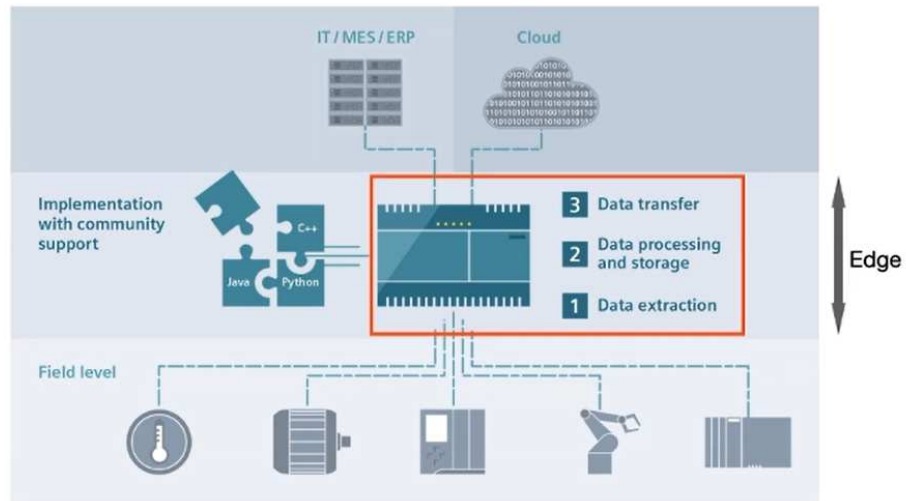 IT / MES / ERP
Cloud
Implementation
with community
support
C++
Java
Python
3 Data transfer
2 Data processing
and storage
1 Data extraction
Edge
Field level